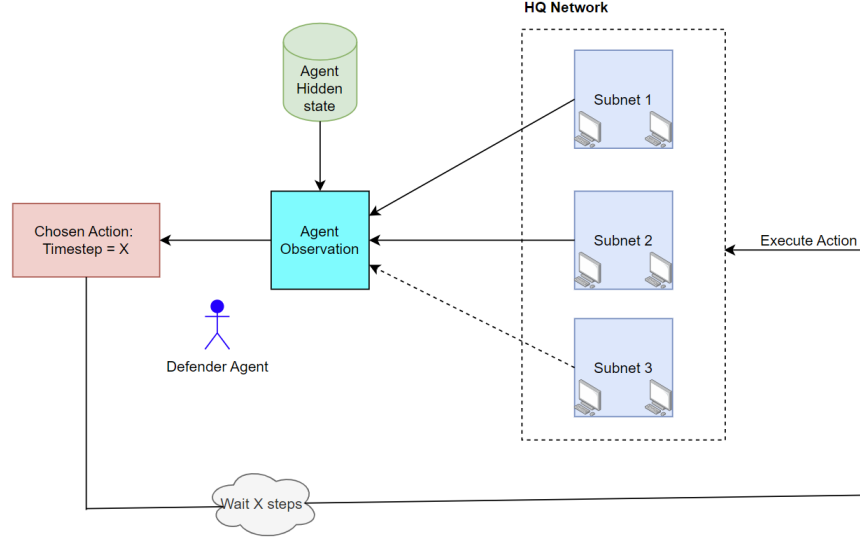 HQ Network
Agent
Hidden
state
Subnet 1
Chosen Action:
Timestep = X
Agent
Observation
Subnet 2
Execute Action
Defender Agent
Subnet 3
Wait X steps